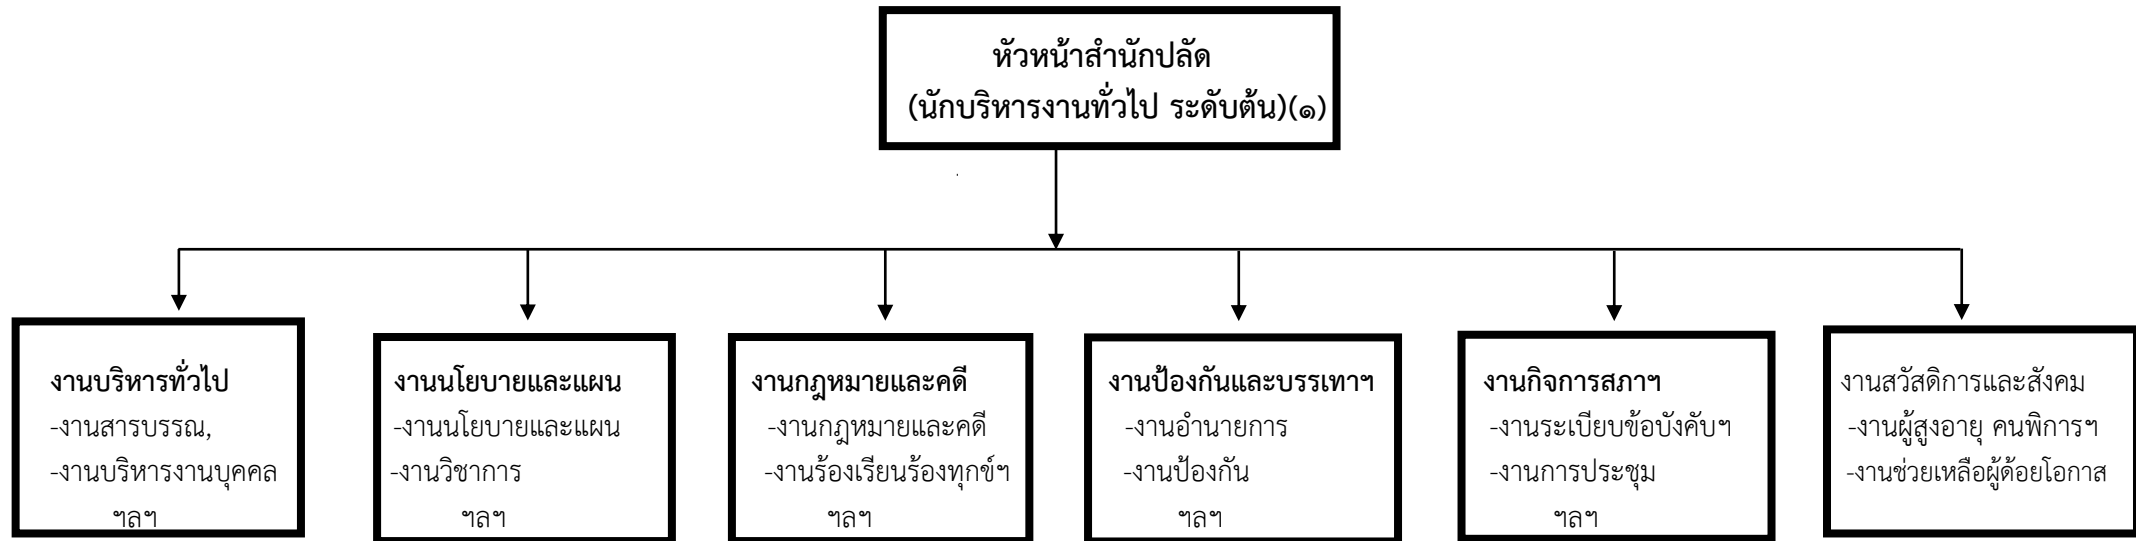 หัวหน้าสำนักปลัด
(นักบริหารงานทั่วไป ระดับต้น)(๑)
งานบริหารทั่วไป
-งานสารบรรณ,
-งานบริหารงานบุคคล
ฯลฯ
งานนโยบายและแผน
-งานนโยบายและแผน
-งานวิชาการ
ฯลฯ
งานกฎหมายและคดี
-งานกฎหมายและคดี
-งานร้องเรียนร้องทุกข์ฯ
ฯลฯ
งานป้องกันและบรรเทาฯ
-งานอำนายการ
-งานป้องกัน
ฯลฯ
งานกิจการสภาฯ
-งานระเบียบข้อบังคับฯ
-งานการประชุม
ฯลฯ
งานสวัสดิการและสังคม
-งานผู้สูงอายุ คนพิการฯ
-งานช่วยเหลือผู้ด้อยโอกาส